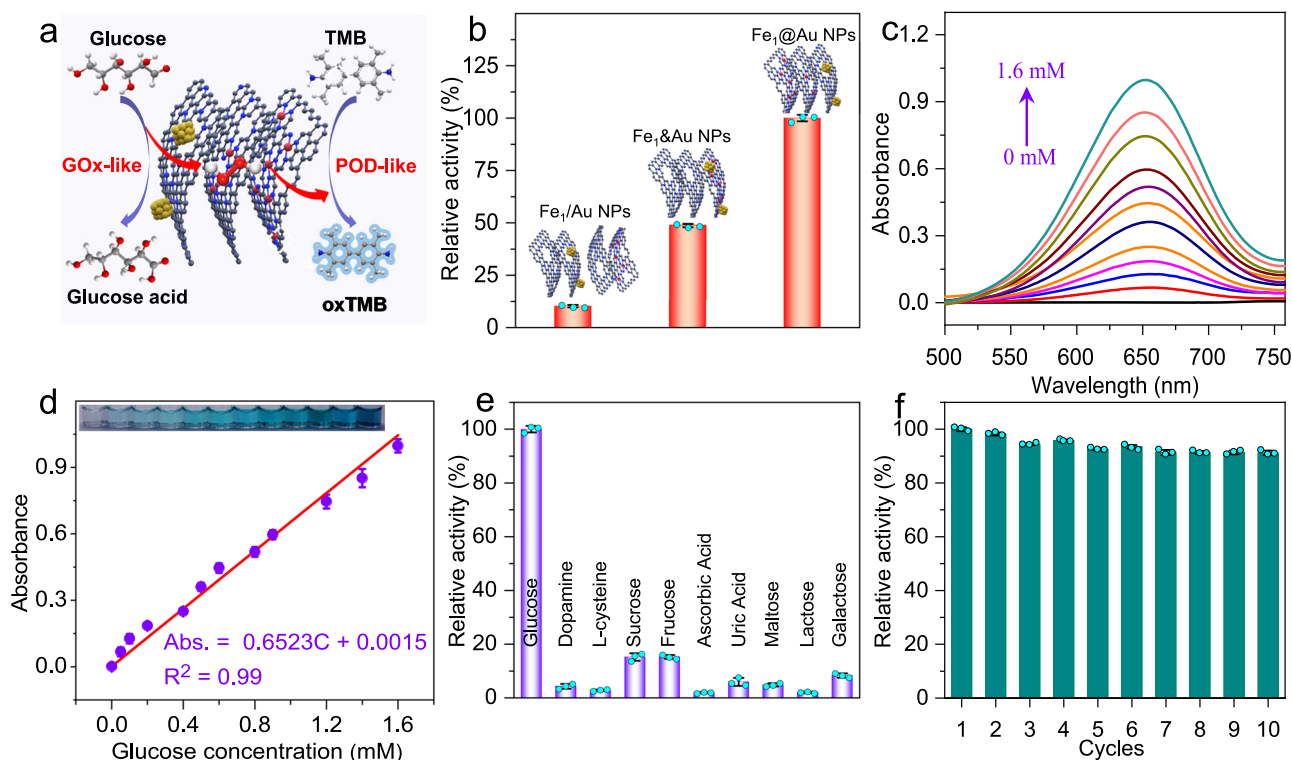 a
Glucose
TMB
GOx-like
POD-like
Glucose acid
oxTMB
b
Relative activity (%)
125
100
75
50
25
0
Fe₁/Au NPs
Fe₁&Au NPs
Fe₁@Au NPs
c
Absorbance
1.2
0.9
0.6
0.3
0.0
1.6 mM
0 mM
500 550 600 650 700 750
Wavelength (nm)
d
Absorbance
0.9
0.6
0.3
0.0
Abs. = 0.6523C + 0.0015
R² = 0.99
0.0 0.4 0.8 1.2 1.6
Glucose concentration (mM)
e
Relative activity (%)
100
80
60
40
20
0
Glucose
Dopamine
L-cysteine
Sucrose
Frucose
Ascorbic Acid
Uric Acid
Maltose
Lactose
Galactose
f
Relative activity (%)
100
80
60
40
20
0
1 2 3 4 5 6 7 8 9 10
Cycles